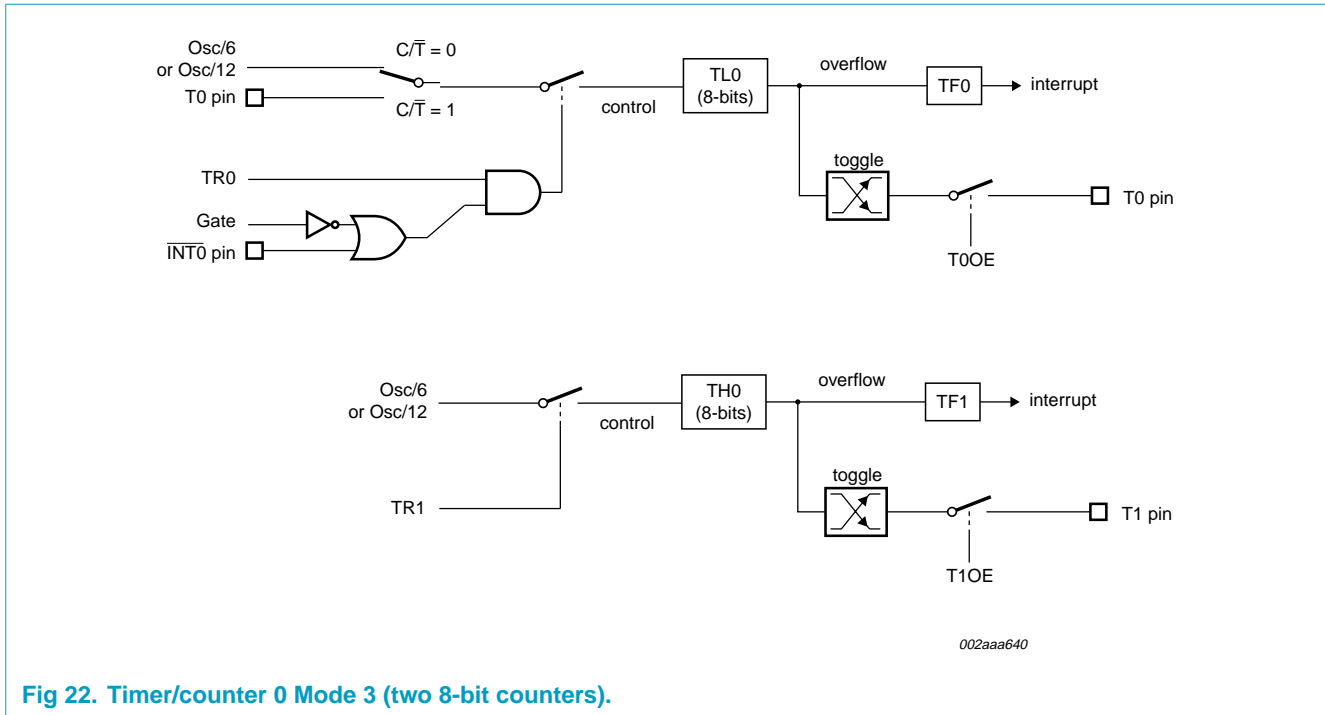 Osc/6
or Osc/12
C/T̅ = 0
T0 pin
C/T̅ = 1
control
TL0
(8-bits)
overflow
TF0
interrupt
toggle
T0 pin
T0OE
TR0
Gate
I̅N̅T̅0̅ pin
Osc/6
or Osc/12
control
TH0
(8-bits)
overflow
TF1
interrupt
toggle
T1 pin
T1OE
TR1
002aaa640
Fig 22. Timer/counter 0 Mode 3 (two 8-bit counters).